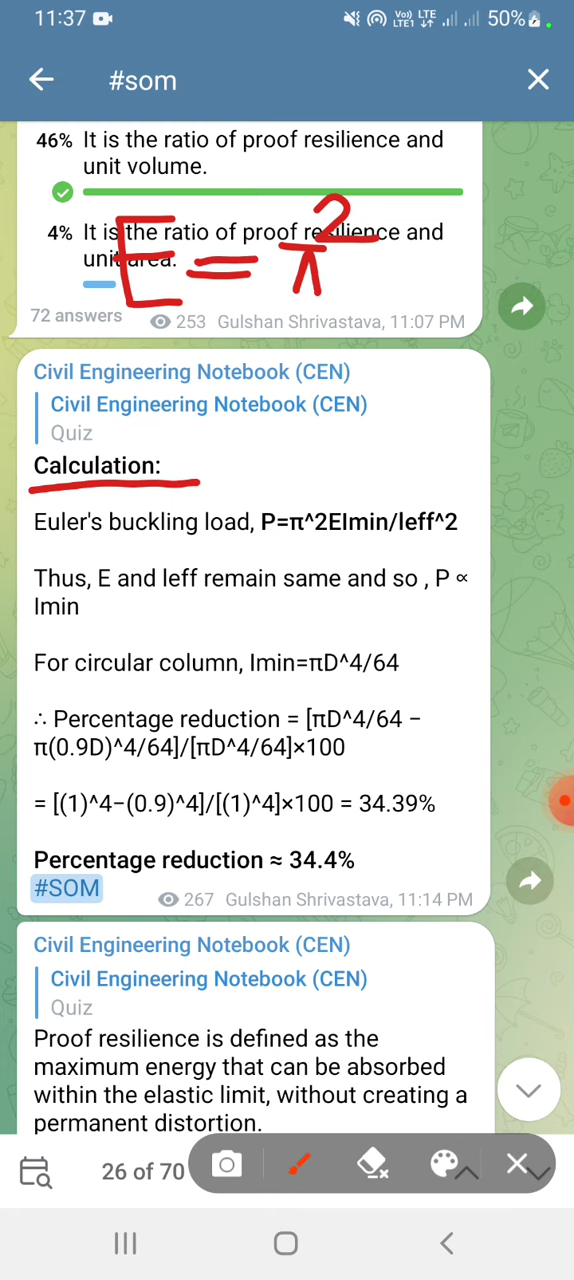 11:37
Vo) LTE 50%
LTE1
#som
46% It is the ratio of proof resilience and
unit volume.
4% It is the ratio of proof resilience and
unit area.
E = π²
72 answers 253 Gulshan Shrivastava, 11:07 PM
Civil Engineering Notebook (CEN)
Civil Engineering Notebook (CEN)
Quiz
Calculation:
Euler's buckling load, P=π^2EImin/leff^2
Thus, E and leff remain same and so , P ∝
Imin
For circular column, Imin=πD^4/64
∴ Percentage reduction = [πD^4/64 −
π(0.9D)^4/64]/[πD^4/64]×100
= [(1)^4−(0.9)^4]/[(1)^4]×100 = 34.39%
Percentage reduction ≈ 34.4%
#SOM 267 Gulshan Shrivastava, 11:14 PM
Civil Engineering Notebook (CEN)
Civil Engineering Notebook (CEN)
Quiz
Proof resilience is defined as the
maximum energy that can be absorbed
within the elastic limit, without creating a
permanent distortion.
26 of 70